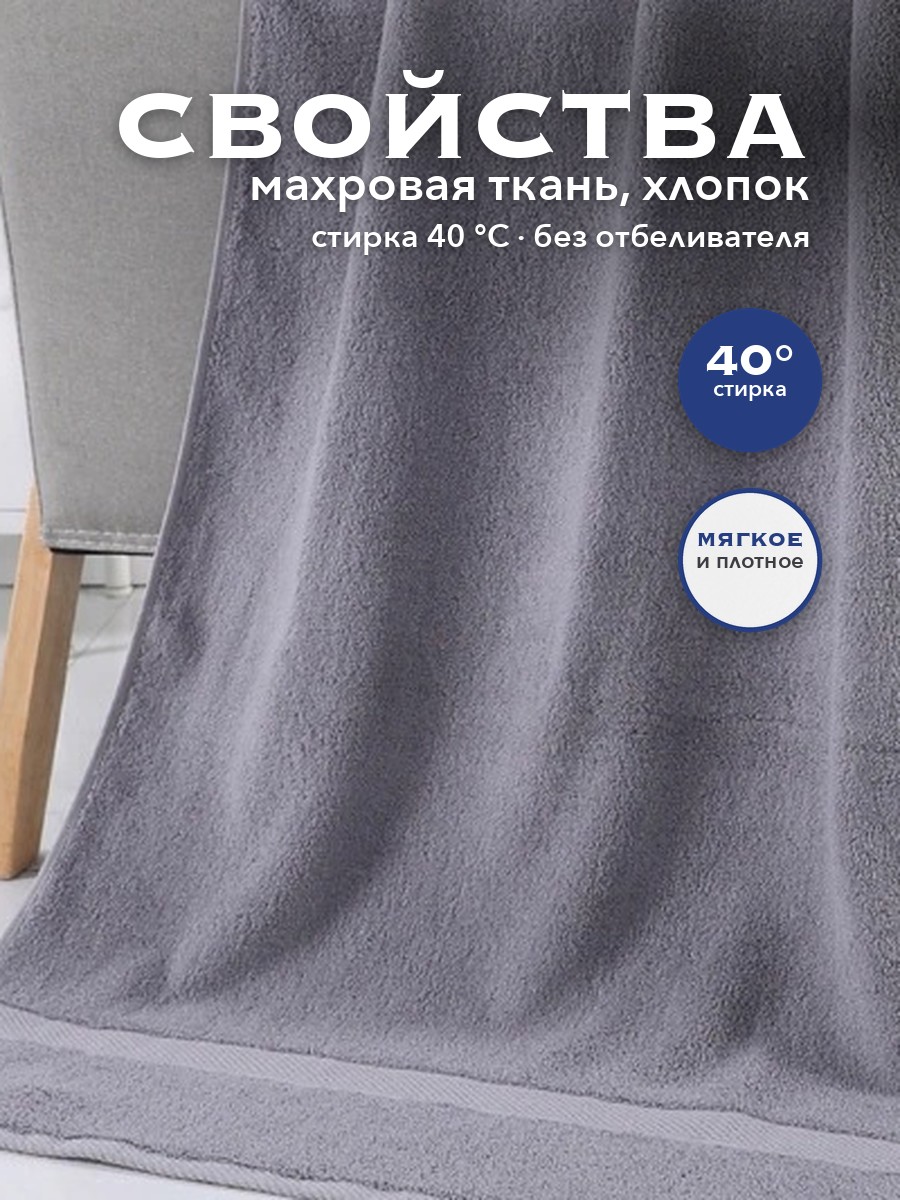 СВОЙСТВА
махровая ткань, хлопок
стирка 40 °C · без отбеливателя
40°
стирка
МЯГКОЕ
и плотное